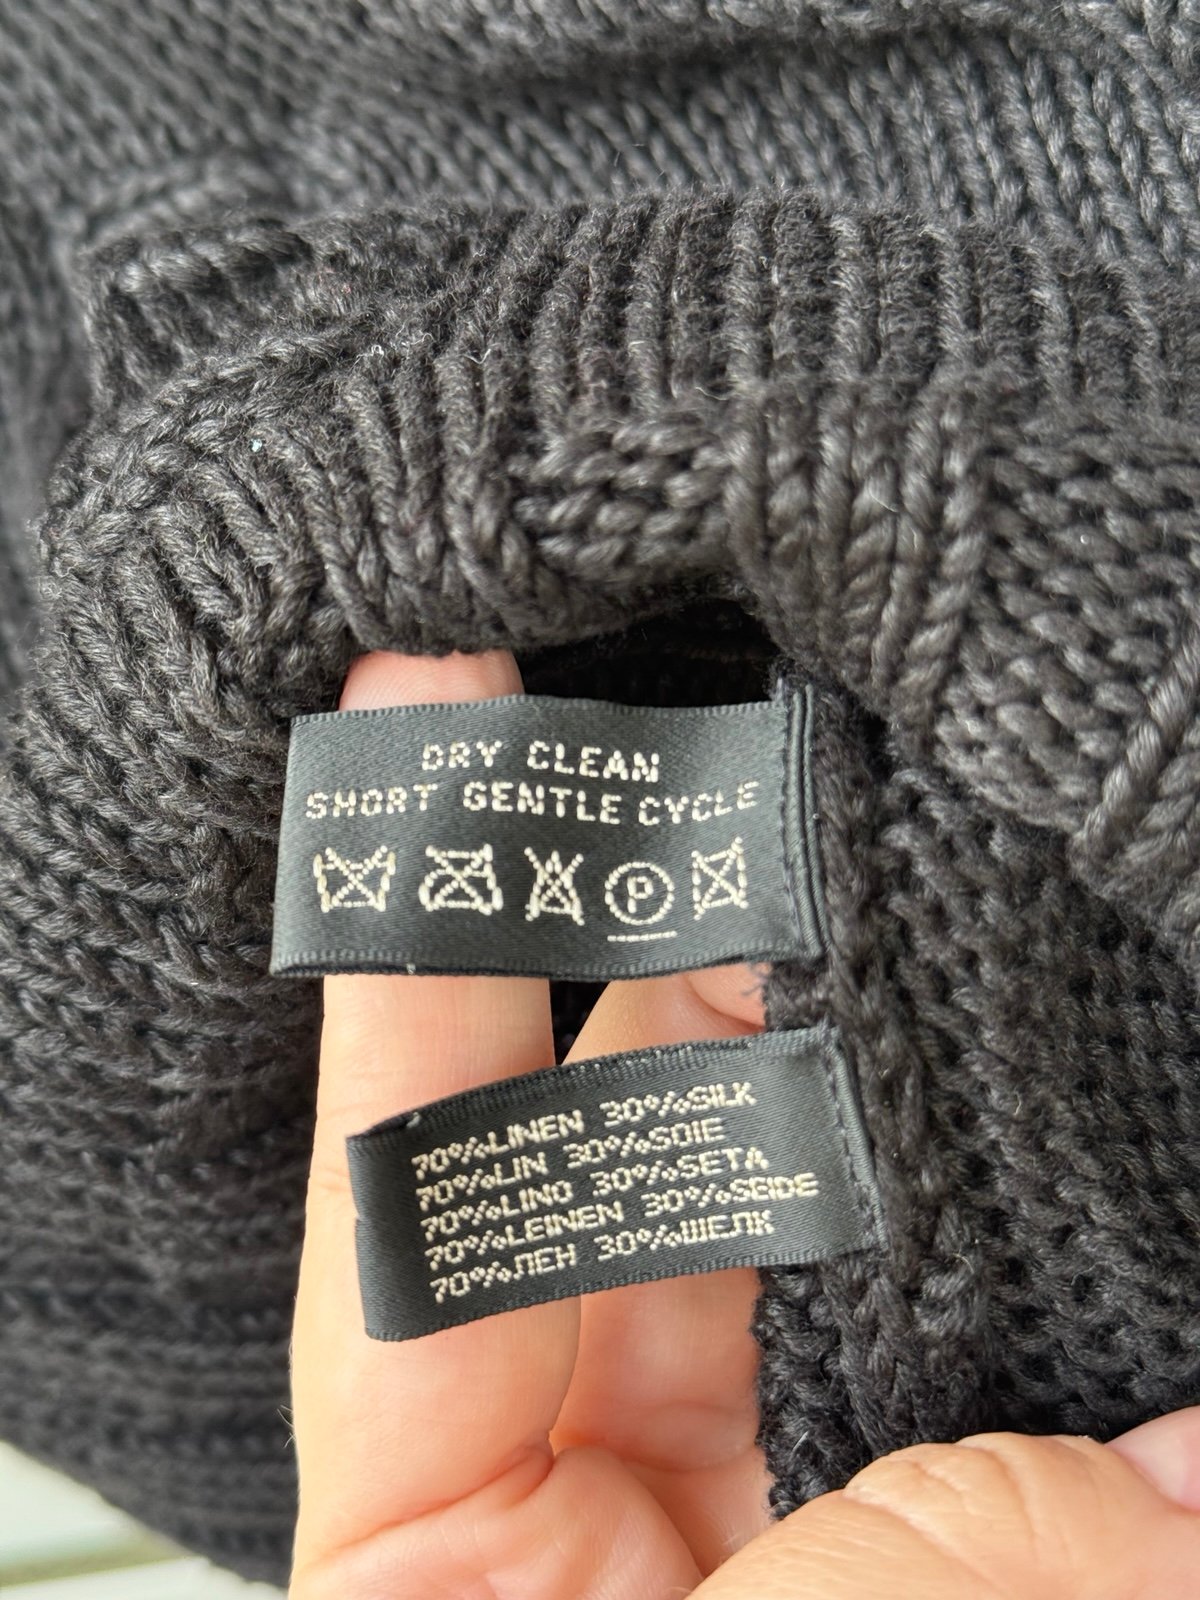 DRY CLEAN
SHORT GENTLE CYCLE
P
70%LINEN 30%SILK
70%LIN 30%SOIE
70%LINO 30%SETA
70%LEINEN 30%SEIDE
70%ЛЕН 30%ШЕЛК